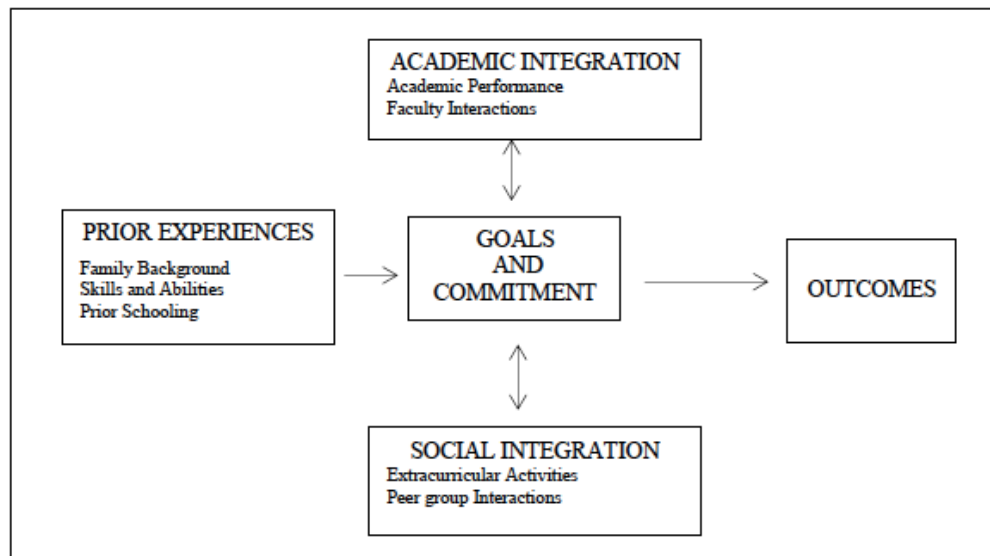 ACADEMIC INTEGRATION
Academic Performance
Faculty Interactions
PRIOR EXPERIENCES
Family Background
Skills and Abilities
Prior Schooling
GOALS
AND
COMMITMENT
OUTCOMES
SOCIAL INTEGRATION
Extracurricular Activities
Peer group Interactions